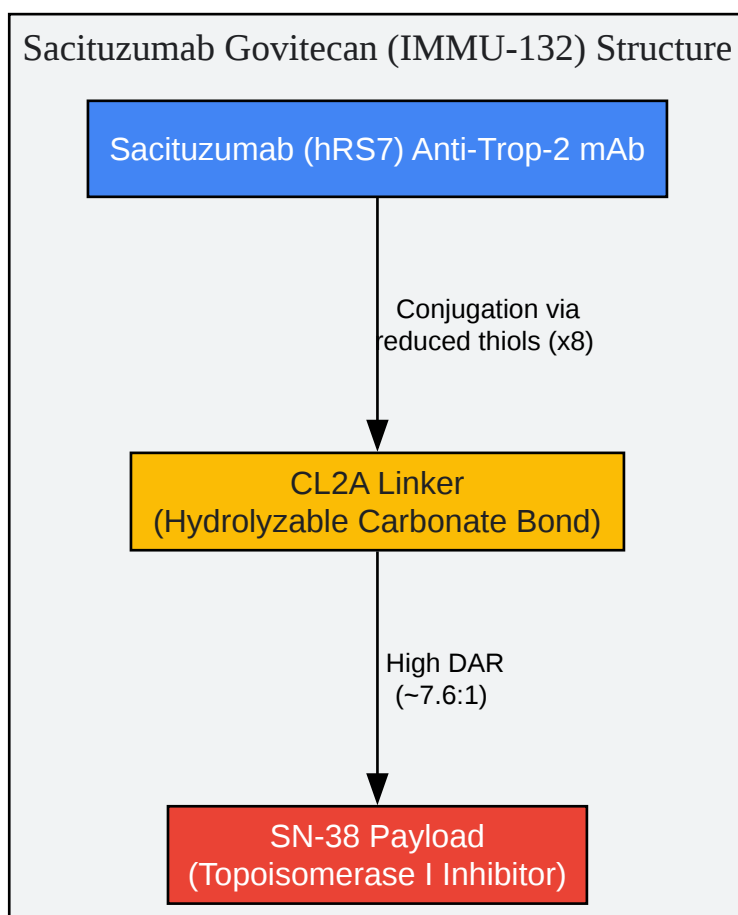 Sacituzumab Govitecan (IMMU-132) Structure
Sacituzumab (hRS7) Anti-Trop-2 mAb
Conjugation via
reduced thiols (x8)
CL2A Linker
(Hydrolyzable Carbonate Bond)
High DAR
(~7.6:1)
SN-38 Payload
(Topoisomerase I Inhibitor)